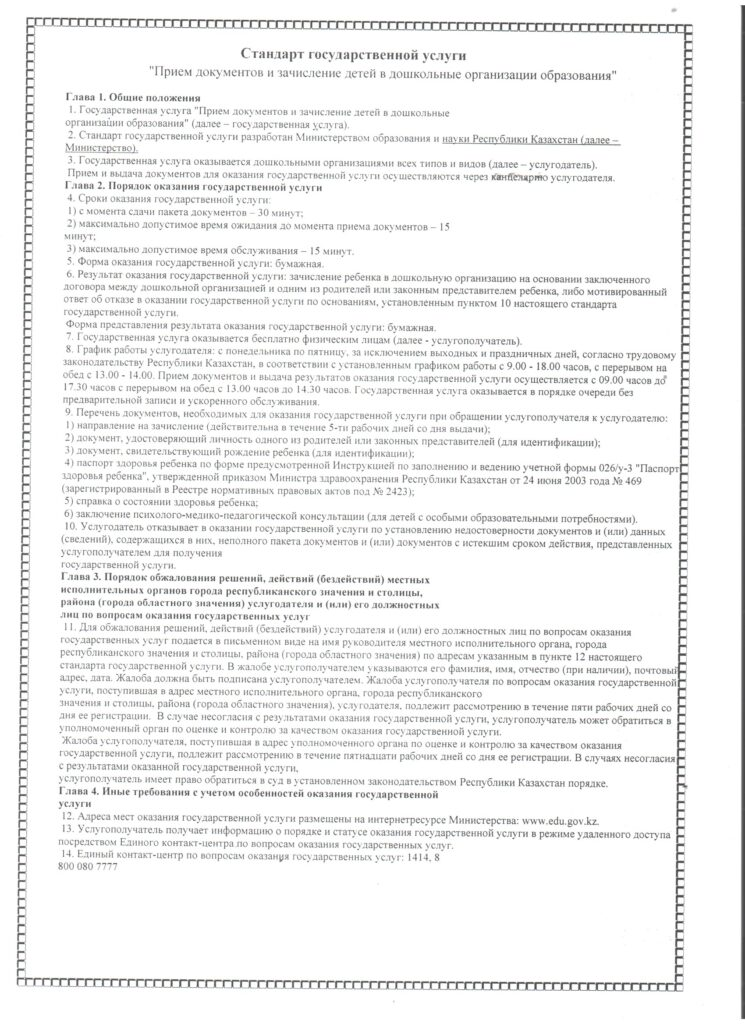 Стандарт государственной услуги
"Прием документов и зачисление детей в дошкольные организации образования"
Глава 1. Общие положения
1. Государственная услуга "Прием документов и зачисление детей в дошкольные
организации образования" (далее – государственная услуга).
2. Стандарт государственной услуги разработан Министерством образования и науки Республики Казахстан (далее –
Министерство).
3. Государственная услуга оказывается дошкольными организациями всех типов и видов (далее – услугодатель).
Прием и выдача документов для оказания государственной услуги осуществляются через канцелярию услугодателя.
Глава 2. Порядок оказания государственной услуги
4. Сроки оказания государственной услуги:
1) с момента сдачи пакета документов – 30 минут;
2) максимально допустимое время ожидания до момента приема документов – 15
минут;
3) максимально допустимое время обслуживания – 15 минут.
5. Форма оказания государственной услуги: бумажная.
6. Результат оказания государственной услуги: зачисление ребенка в дошкольную организацию на основании заключенного
договора между дошкольной организацией и одним из родителей или законным представителем ребенка, либо мотивированный
ответ об отказе в оказании государственной услуги по основаниям, установленным пунктом 10 настоящего стандарта
государственной услуги.
Форма представления результата оказания государственной услуги: бумажная.
7. Государственная услуга оказывается бесплатно физическим лицам (далее - услугополучатель).
8. График работы услугодателя: с понедельника по пятницу, за исключением выходных и праздничных дней, согласно трудовому
законодательству Республики Казахстан, в соответствии с установленным графиком работы с 9.00 - 18.00 часов, с перерывом на
обед с 13.00 - 14.00. Прием документов и выдача результатов оказания государственной услуги осуществляется с 09.00 часов до
17.30 часов с перерывом на обед с 13.00 часов до 14.30 часов. Государственная услуга оказывается в порядке очереди без
предварительной записи и ускоренного обслуживания.
9. Перечень документов, необходимых для оказания государственной услуги при обращении услугополучателя к услугодателю:
1) направление на зачисление (действительна в течение 5-ти рабочих дней со дня выдачи);
2) документ, удостоверяющий личность одного из родителей или законных представителей (для идентификации);
3) документ, свидетельствующий рождение ребенка (для идентификации);
4) паспорт здоровья ребенка по форме предусмотренной Инструкцией по заполнению и ведению учетной формы 026/у-3 "Паспорт
здоровья ребенка", утвержденной приказом Министра здравоохранения Республики Казахстан от 24 июня 2003 года № 469
(зарегистрированный в Реестре нормативных правовых актов под № 2423);
5) справка о состоянии здоровья ребенка;
6) заключение психолого-медико-педагогической консультации (для детей с особыми образовательными потребностями).
10. Услугодатель отказывает в оказании государственной услуги по установлению недостоверности документов и (или) данных
(сведений), содержащихся в них, неполного пакета документов и (или) документов с истекшим сроком действия, представленных
услугополучателем для получения
государственной услуги.
Глава 3. Порядок обжалования решений, действий (бездействий) местных
исполнительных органов города республиканского значения и столицы,
района (города областного значения) услугодателя и (или) его должностных
лиц по вопросам оказания государственных услуг
11. Для обжалования решений, действий (бездействий) услугодателя и (или) его должностных лиц по вопросам оказания
государственных услуг подается в письменном виде на имя руководителя местного исполнительного органа, города
республиканского значения и столицы, района (города областного значения) по адресам указанным в пункте 12 настоящего
стандарта государственной услуги. В жалобе услугополучателем указываются его фамилия, имя, отчество (при наличии), почтовый
адрес, дата. Жалоба должна быть подписана услугополучателем. Жалоба услугополучателя по вопросам оказания государственной
услуги, поступившая в адрес местного исполнительного органа, города республиканского
значения и столицы, района (города областного значения), услугодателя, подлежит рассмотрению в течение пяти рабочих дней со
дня ее регистрации. В случае несогласия с результатами оказания государственной услуги, услугополучатель может обратиться в
уполномоченный орган по оценке и контролю за качеством оказания государственной услуги.
Жалоба услугополучателя, поступившая в адрес уполномоченного органа по оценке и контролю за качеством оказания
государственной услуги, подлежит рассмотрению в течение пятнадцати рабочих дней со дня ее регистрации. В случаях несогласия
с результатами оказанной государственной услуги,
услугополучатель имеет право обратиться в суд в установленном законодательством Республики Казахстан порядке.
Глава 4. Иные требования с учетом особенностей оказания государственной
услуги
12. Адреса мест оказания государственной услуги размещены на интернетресурсе Министерства: www.edu.gov.kz.
13. Услугополучатель получает информацию о порядке и статусе оказания государственной услуги в режиме удаленного доступа
посредством Единого контакт-центра по вопросам оказания государственных услуг.
14. Единый контакт-центр по вопросам оказания государственных услуг: 1414, 8
800 080 7777